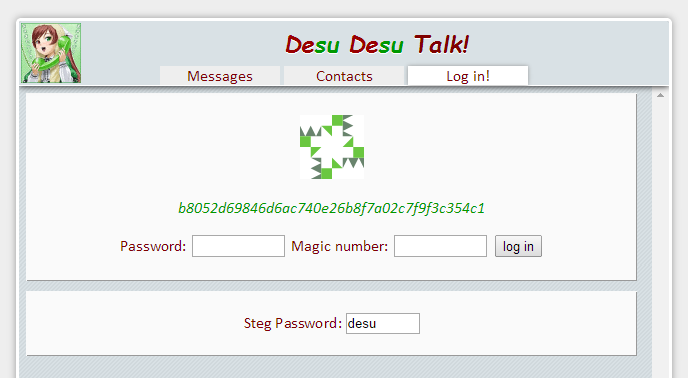 Desu Desu Talk!
Messages Contacts Log in!
b8052d69846d6ac740e26b8f7a02c7f9f3c354c1
Password: Magic number: log in
Steg Password: desu